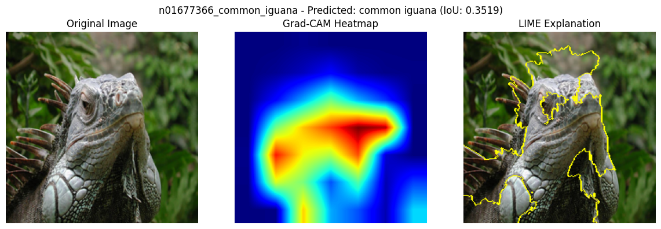 n01677366_common_iguana - Predicted: common iguana (IoU: 0.3519)
Original Image
Grad-CAM Heatmap
LIME Explanation